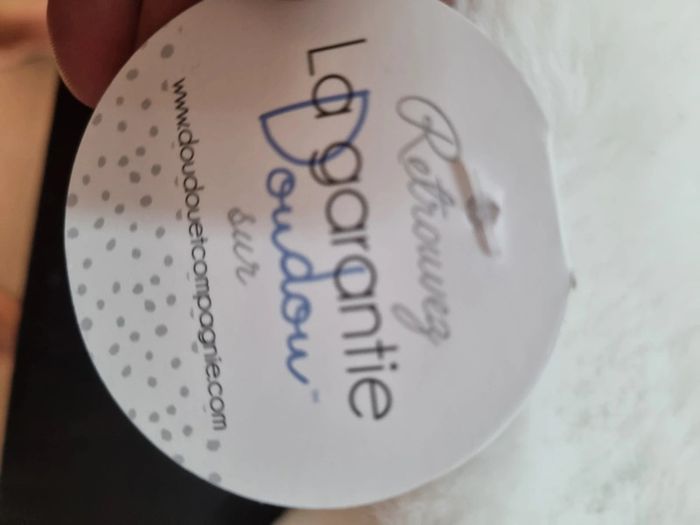 Retrouvez
La garantie
Doudou™
sur
www.doudouetcompagnie.com